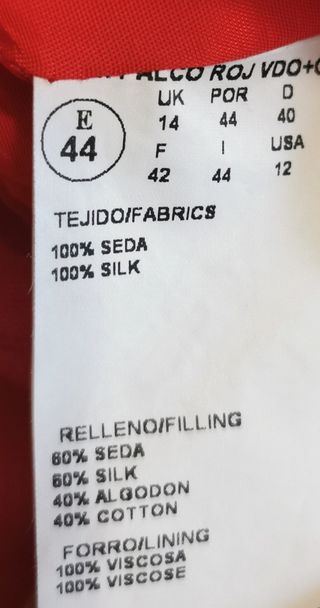 ALCO ROJ VDO+
E
44
UK POR D
14 44 40
F I USA
42 44 12
TEJIDO/FABRICS
100% SEDA
100% SILK
RELLENO/FILLING
60% SEDA
60% SILK
40% ALGODON
40% COTTON
FORRO/LINING
100% VISCOSA
100% VISCOSE